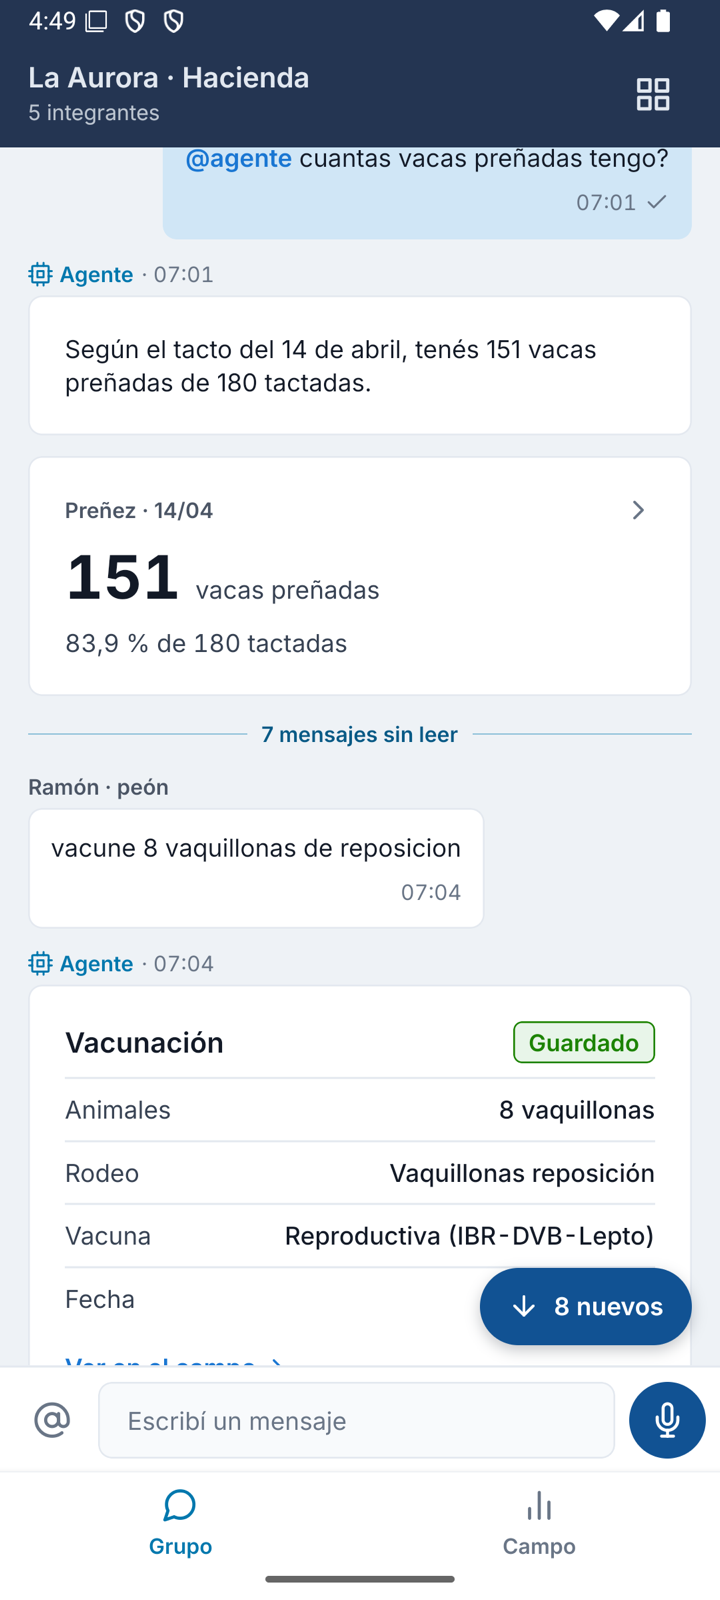 4:49
La Aurora · Hacienda
5 integrantes
@agente cuantas vacas preñadas tengo?
07:01
Agente · 07:01
Según el tacto del 14 de abril, tenés 151 vacas
preñadas de 180 tactadas.
Preñez · 14/04
151 vacas preñadas
83,9 % de 180 tactadas
7 mensajes sin leer
Ramón · peón
vacune 8 vaquillonas de reposicion
07:04
Agente · 07:04
Vacunación
Guardado
Animales 8 vaquillonas
Rodeo Vaquillonas reposición
Vacuna Reproductiva (IBR-DVB-Lepto)
Fecha
8 nuevos
Ver en el campo
Escribí un mensaje
Grupo
Campo